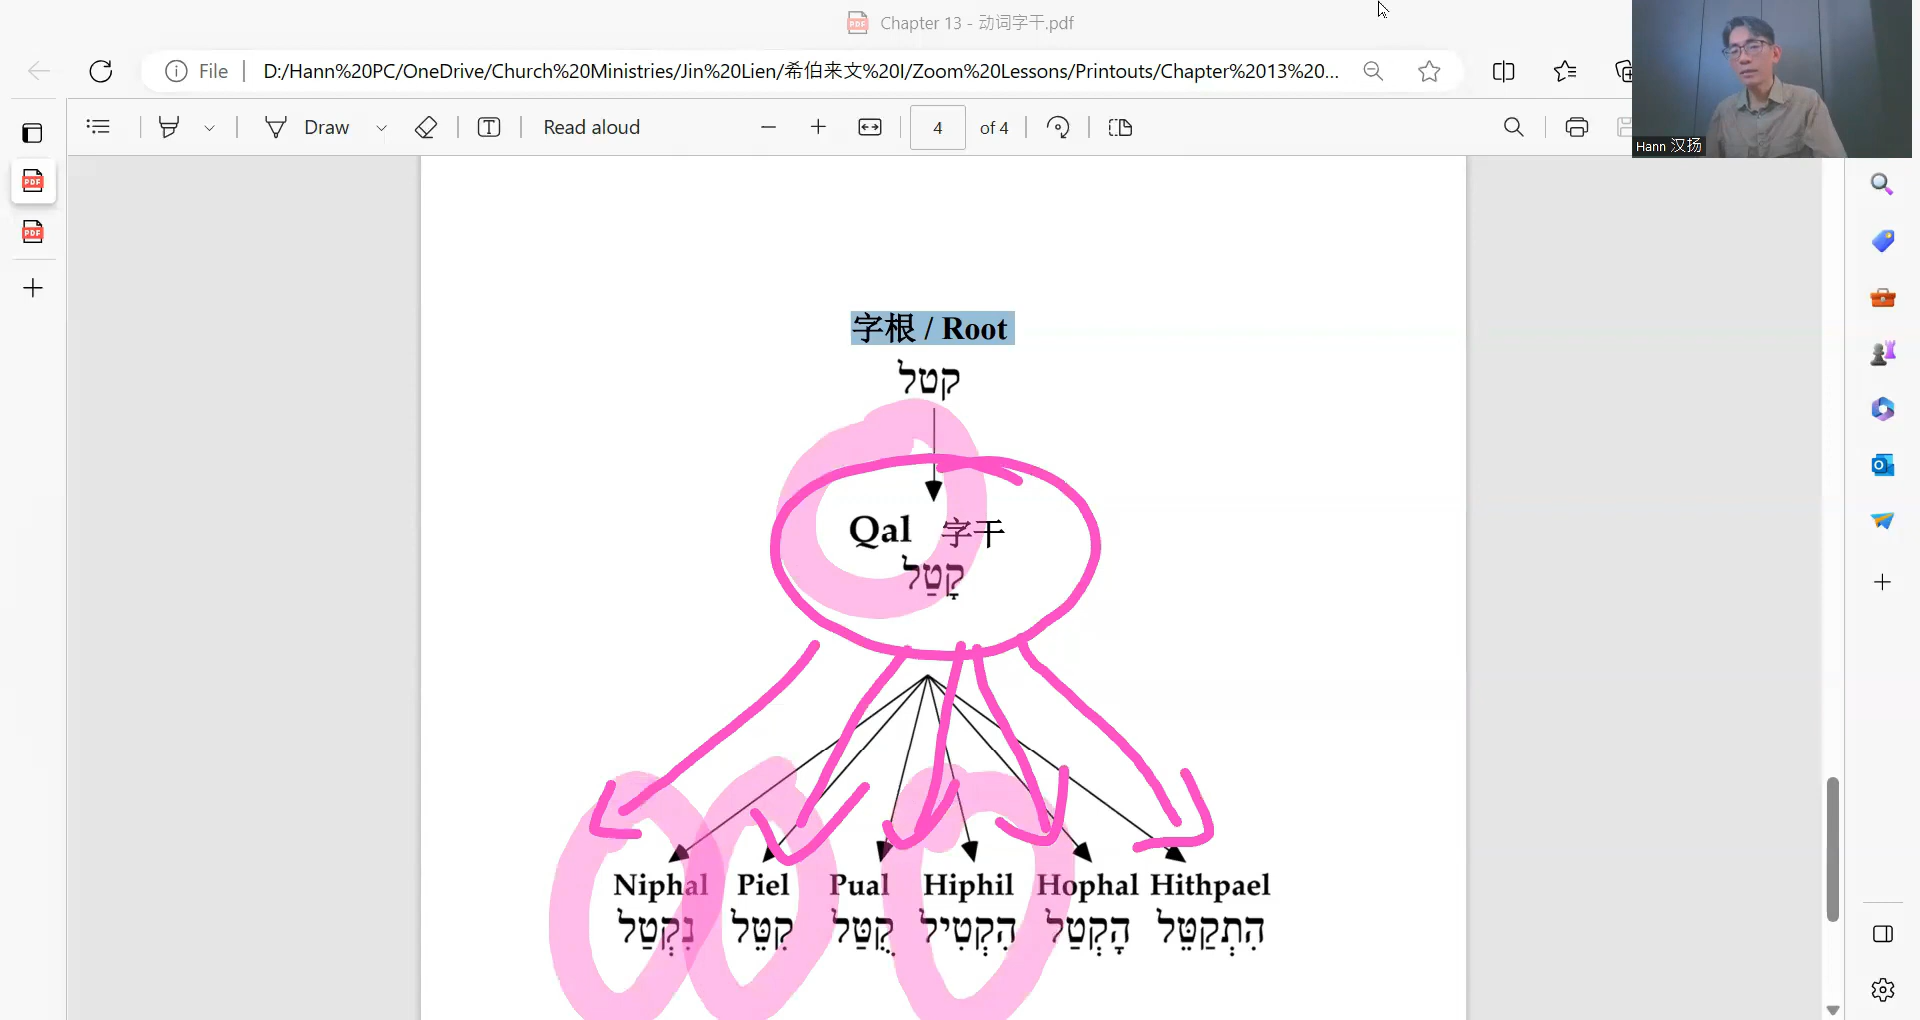 Chapter 13 - 动词字干.pdf
File
D:/Hann%20PC/OneDrive/Church%20Ministries/Jin%20Lien/希伯来文%20I/Zoom%20Lessons/Printouts/Chapter%2013%20...
Draw
Read aloud
4 of 4
Hann 汉扬
字根 / Root
קטל
Qal 字干
קָטַל
Niphal Piel Pual Hiphil Hophal Hithpael
נִקְטַל קִטֵּל קֻטַּל הִקְטִיל הָקְטַל הִתְקַטֵּל